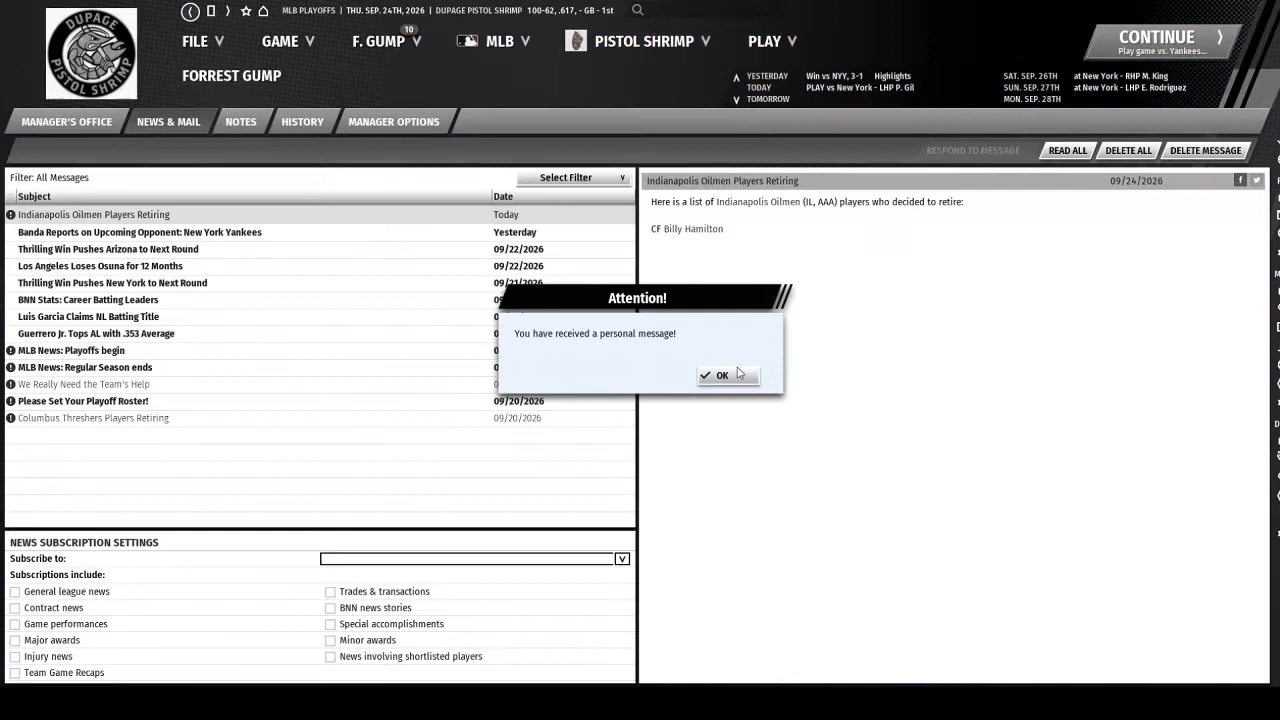 DUPAGE
PISTOL SHRIMP
MLB PLAYOFFS | THU. SEP. 24TH, 2026 | DUPAGE PISTOL SHRIMP 100-62, .617, - GB - 1st
FILE GAME F. GUMP 10 MLB PISTOL SHRIMP PLAY
CONTINUE
Play game vs. Yankees...
FORREST GUMP
YESTERDAY Win vs NYY, 3-1 Highlights SAT. SEP. 26TH at New York - RHP M. King
TODAY PLAY vs New York - LHP P. Gil SUN. SEP. 27TH at New York - LHP E. Rodriguez
TOMORROW MON. SEP. 28TH
MANAGER'S OFFICE NEWS & MAIL NOTES HISTORY MANAGER OPTIONS
RESPOND TO MESSAGE READ ALL DELETE ALL DELETE MESSAGE
Filter: All Messages Select Filter
Subject Date
Indianapolis Oilmen Players Retiring Today
Banda Reports on Upcoming Opponent: New York Yankees Yesterday
Thrilling Win Pushes Arizona to Next Round 09/22/2026
Los Angeles Loses Osuna for 12 Months 09/22/2026
Thrilling Win Pushes New York to Next Round 09/21/2026
BNN Stats: Career Batting Leaders
Luis Garcia Claims NL Batting Title
Guerrero Jr. Tops AL with .353 Average
MLB News: Playoffs begin
MLB News: Regular Season ends
We Really Need the Team's Help
Please Set Your Playoff Roster! 09/20/2026
Columbus Threshers Players Retiring 09/20/2026
Indianapolis Oilmen Players Retiring 09/24/2026
Here is a list of Indianapolis Oilmen (IL, AAA) players who decided to retire:
CF Billy Hamilton
Attention!
You have received a personal message!
OK
NEWS SUBSCRIPTION SETTINGS
Subscribe to:
Subscriptions include:
General league news Trades & transactions
Contract news BNN news stories
Game performances Special accomplishments
Major awards Minor awards
Injury news News involving shortlisted players
Team Game Recaps